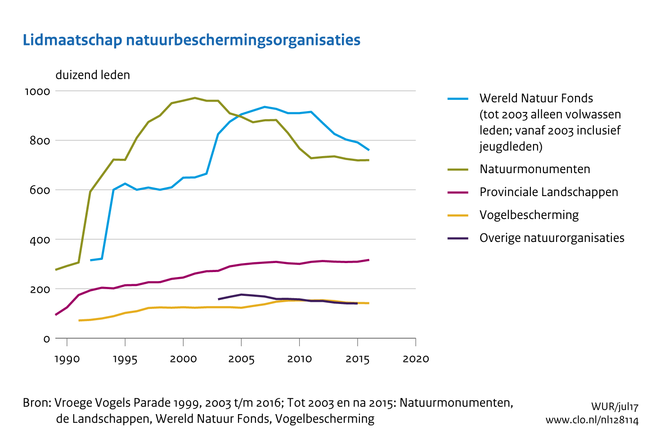 Lidmaatschap natuurbeschermingsorganisaties
duizend leden
1000
800
600
400
200
0
1990
1995
2000
2005
2010
2015
2020
Wereld Natuur Fonds
(tot 2003 alleen volwassen
leden; vanaf 2003 inclusief
jeugdleden)
Natuurmonumenten
Provinciale Landschappen
Vogelbescherming
Overige natuurorganisaties
Bron: Vroege Vogels Parade 1999, 2003 t/m 2016; Tot 2003 en na 2015: Natuurmonumenten,
de Landschappen, Wereld Natuur Fonds, Vogelbescherming
WUR/jul17
www.clo.nl/nl128114